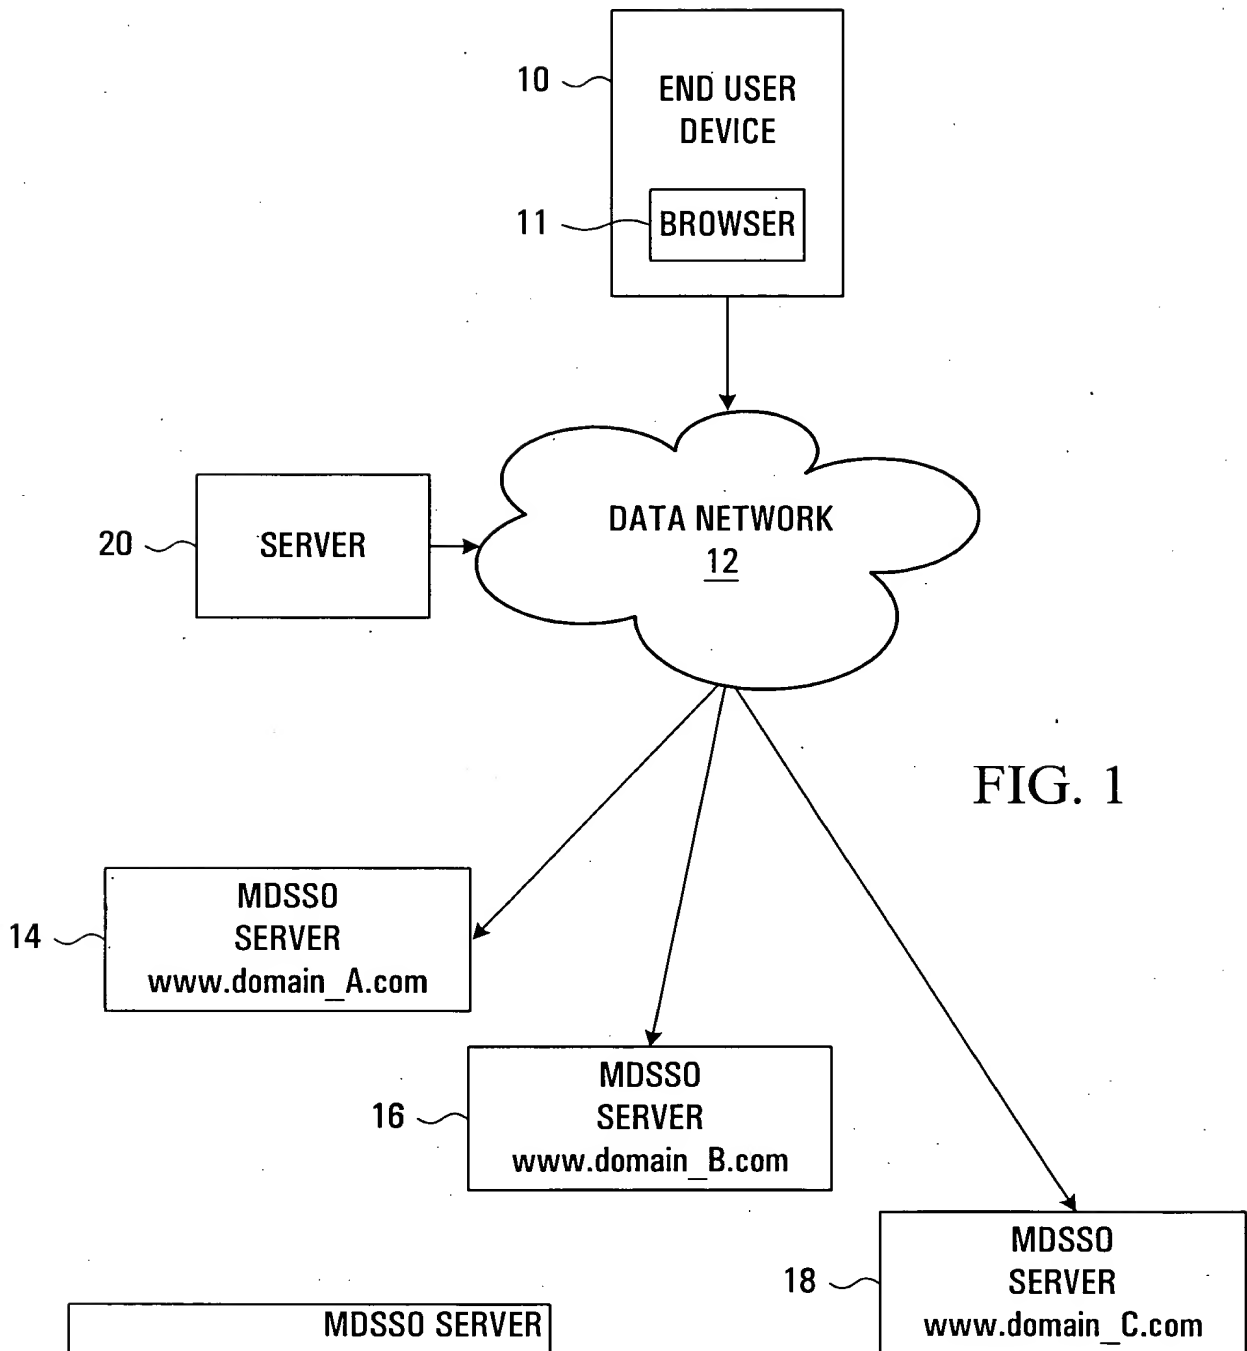 10
END USER
DEVICE
11
BROWSER
DATA NETWORK
12
20
SERVER
FIG. 1
14
MDSSO
SERVER
www.domain_A.com
16
MDSSO
SERVER
www.domain_B.com
18
MDSSO
SERVER
www.domain_C.com
MDSSO SERVER